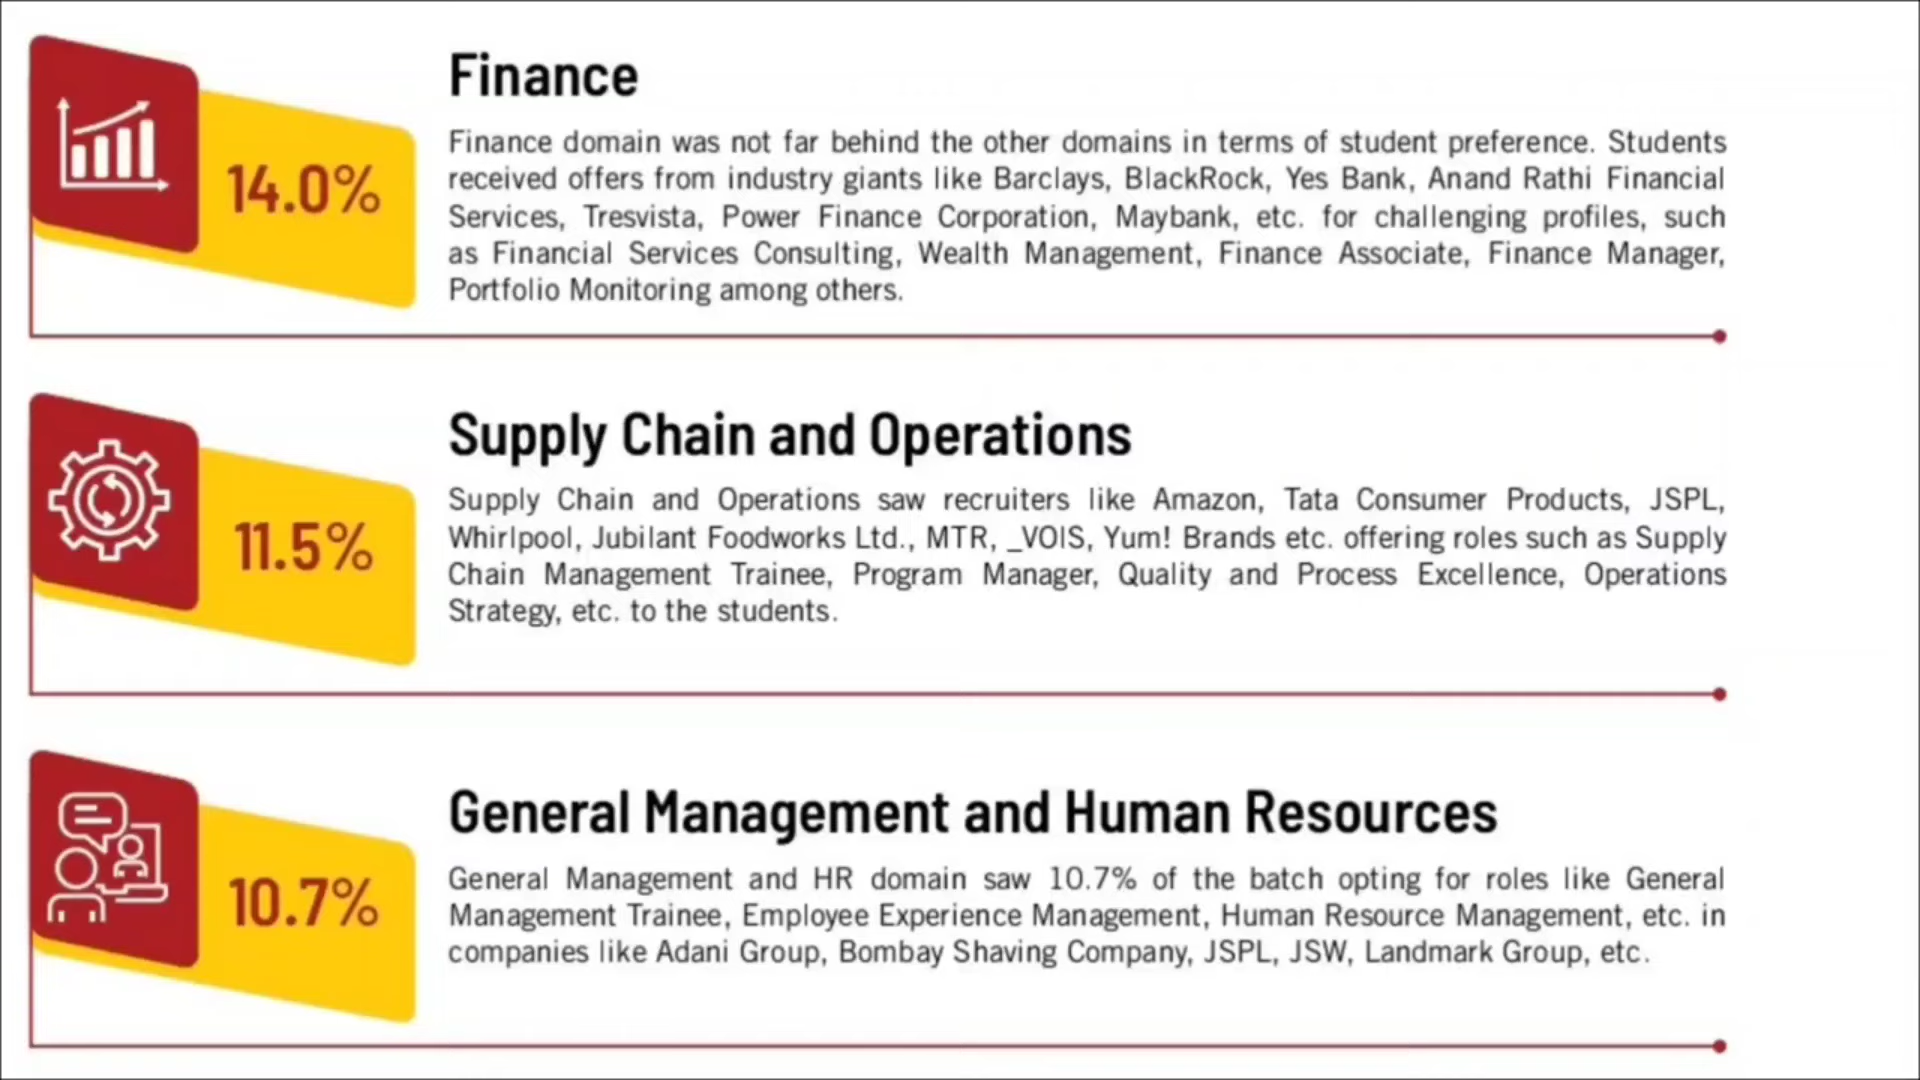 Finance
14.0%
Finance domain was not far behind the other domains in terms of student preference. Students
received offers from industry giants like Barclays, BlackRock, Yes Bank, Anand Rathi Financial
Services, Tresvista, Power Finance Corporation, Maybank, etc. for challenging profiles, such
as Financial Services Consulting, Wealth Management, Finance Associate, Finance Manager,
Portfolio Monitoring among others.
Supply Chain and Operations
11.5%
Supply Chain and Operations saw recruiters like Amazon, Tata Consumer Products, JSPL,
Whirlpool, Jubilant Foodworks Ltd., MTR, _VOIS, Yum! Brands etc. offering roles such as Supply
Chain Management Trainee, Program Manager, Quality and Process Excellence, Operations
Strategy, etc. to the students.
General Management and Human Resources
10.7%
General Management and HR domain saw 10.7% of the batch opting for roles like General
Management Trainee, Employee Experience Management, Human Resource Management, etc. in
companies like Adani Group, Bombay Shaving Company, JSPL, JSW, Landmark Group, etc.